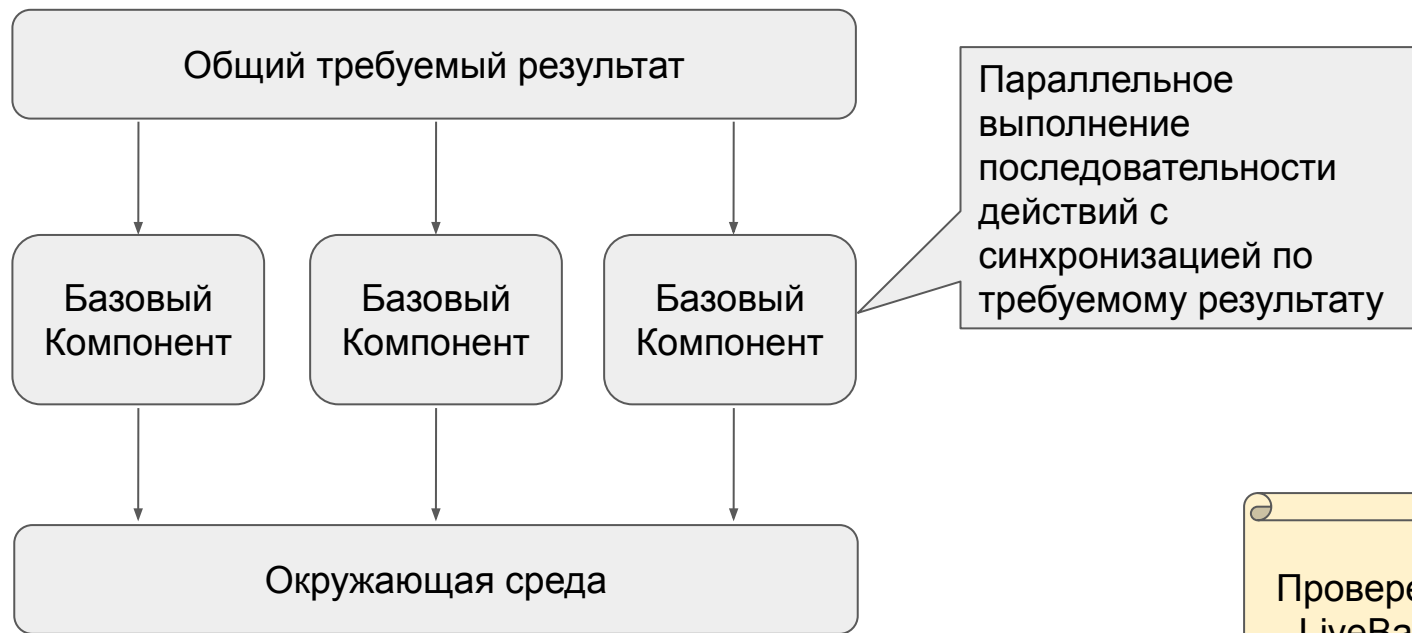 Общий требуемый результат
Параллельное
выполнение
последовательности
действий с
синхронизацией по
требуемому результату
Базовый
Компонент
Базовый
Компонент
Базовый
Компонент
Окружающая среда